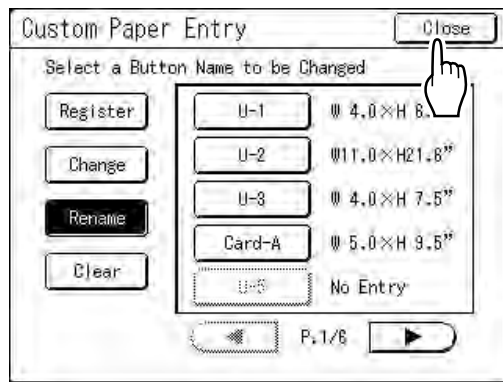 Custom Paper Entry Close
Select a Button Name to be Changed
Register
Change
Rename
Clear
U-1 W 4.0×H 6.
U-2 W11.0×H21.6"
U-3 W 4.0×H 7.5"
Card-A W 5.0×H 9.5"
U-5 No Entry
P.1/6